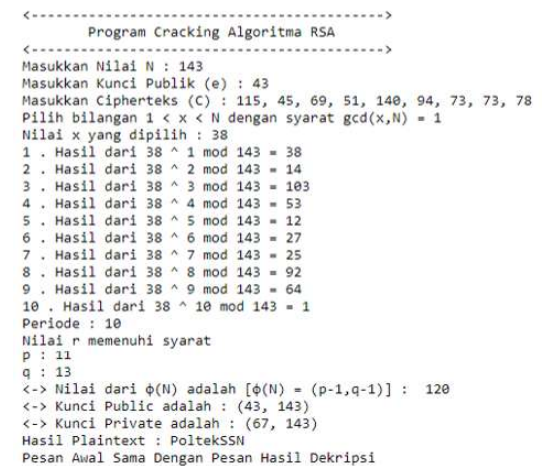 <------------------------------------------->
Program Cracking Algoritma RSA
<------------------------------------------->
Masukkan Nilai N : 143
Masukkan Kunci Publik (e) : 43
Masukkan Cipherteks (C) : 115, 45, 69, 51, 140, 94, 73, 73, 78
Pilih bilangan 1 < x < N dengan syarat gcd(x,N) = 1
Nilai x yang dipilih : 38
1 . Hasil dari 38 ^ 1 mod 143 = 38
2 . Hasil dari 38 ^ 2 mod 143 = 14
3 . Hasil dari 38 ^ 3 mod 143 = 103
4 . Hasil dari 38 ^ 4 mod 143 = 53
5 . Hasil dari 38 ^ 5 mod 143 = 12
6 . Hasil dari 38 ^ 6 mod 143 = 27
7 . Hasil dari 38 ^ 7 mod 143 = 25
8 . Hasil dari 38 ^ 8 mod 143 = 92
9 . Hasil dari 38 ^ 9 mod 143 = 64
10 . Hasil dari 38 ^ 10 mod 143 = 1
Periode : 10
Nilai r memenuhi syarat
p : 11
q : 13
<-> Nilai dari ϕ(N) adalah [ϕ(N) = (p-1,q-1)] :  120
<-> Kunci Public adalah : (43, 143)
<-> Kunci Private adalah : (67, 143)
Hasil Plaintext : PoltekSSN
Pesan Awal Sama Dengan Pesan Hasil Dekripsi